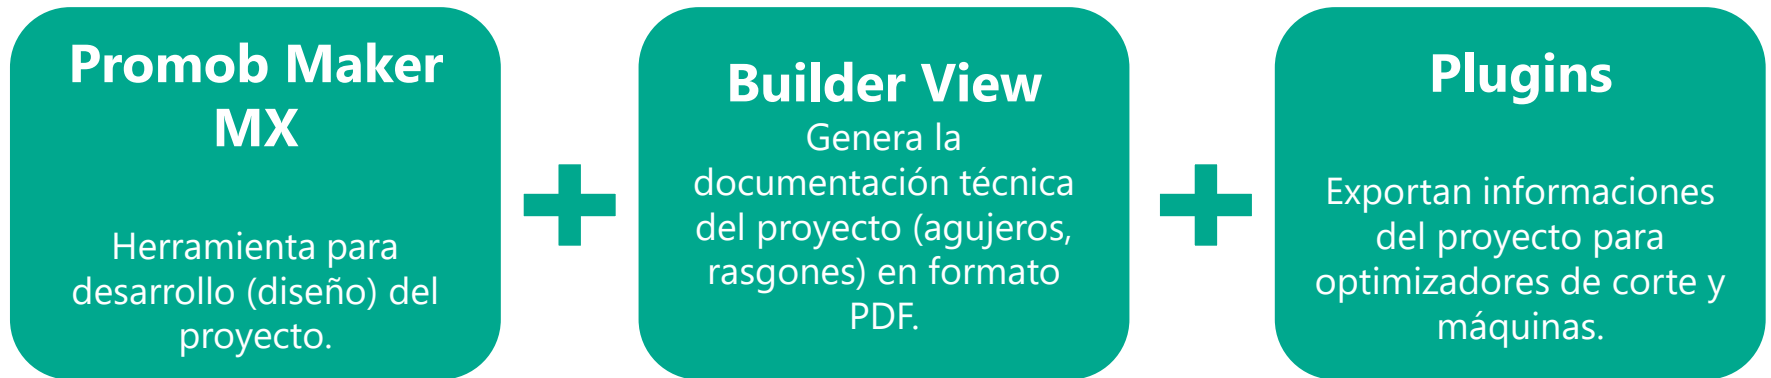 Promob Maker
MX
Herramienta para
desarrollo (diseño) del
proyecto.
Builder View
Genera la
documentación técnica
del proyecto (agujeros,
rasgones) en formato
PDF.
Plugins
Exportan informaciones
del proyecto para
optimizadores de corte y
máquinas.